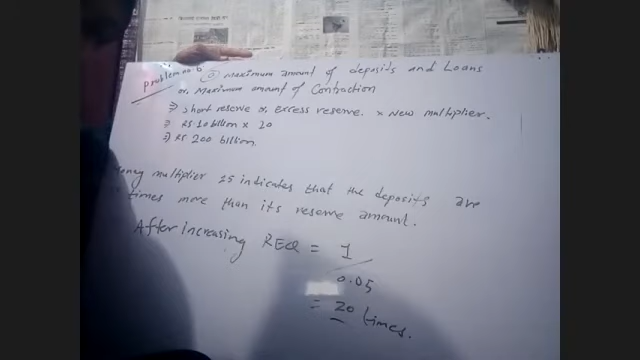 Problem no. 6 (a) Maximum amount of deposits and Loans
or, Maximum amount of Contraction
⇒ Short reserve or, Excess reserve. x New multiplier.
⇒ Rs 10 billion x 20
⇒ Rs 200 billion.
oney multiplier 25 indicates that the deposits are
times more than its reserve amount.
After increasing REQ = 1
0.05
= 20 times.